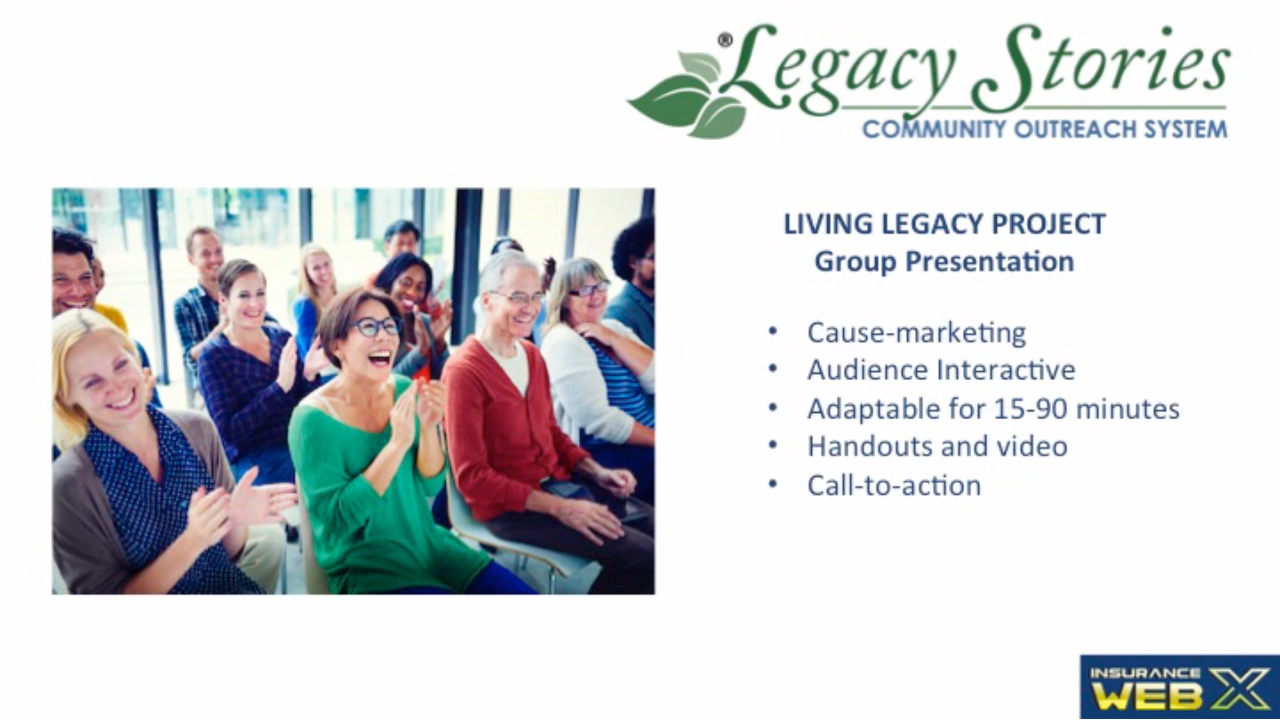 ® Legacy Stories
COMMUNITY OUTREACH SYSTEM
LIVING LEGACY PROJECT
Group Presentation
• Cause-marketing
• Audience Interactive
• Adaptable for 15-90 minutes
• Handouts and video
• Call-to-action
INSURANCE
WEB X